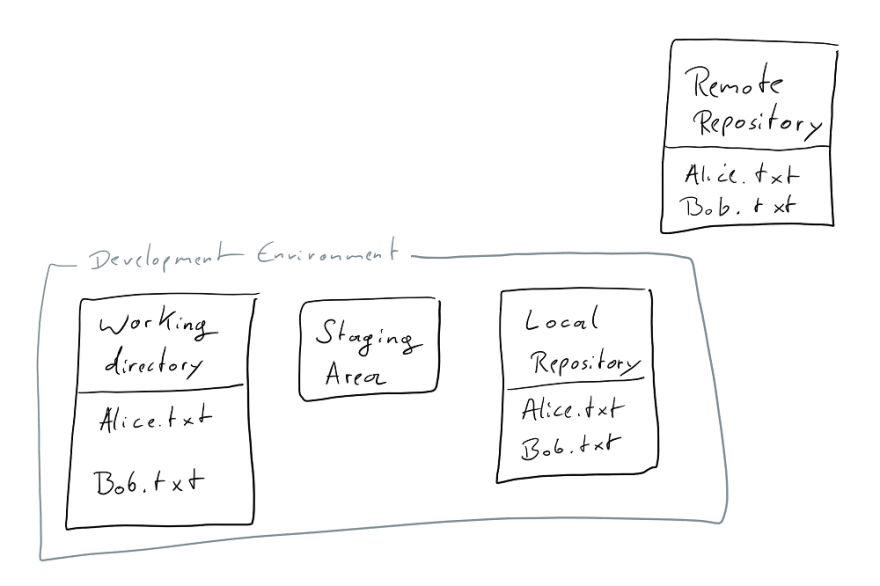 Remote
Repository
Alice.txt
Bob.txt
Development Environment
Working
directory
Alice.txt
Bob.txt
Staging
Area
Local
Repository
Alice.txt
Bob.txt